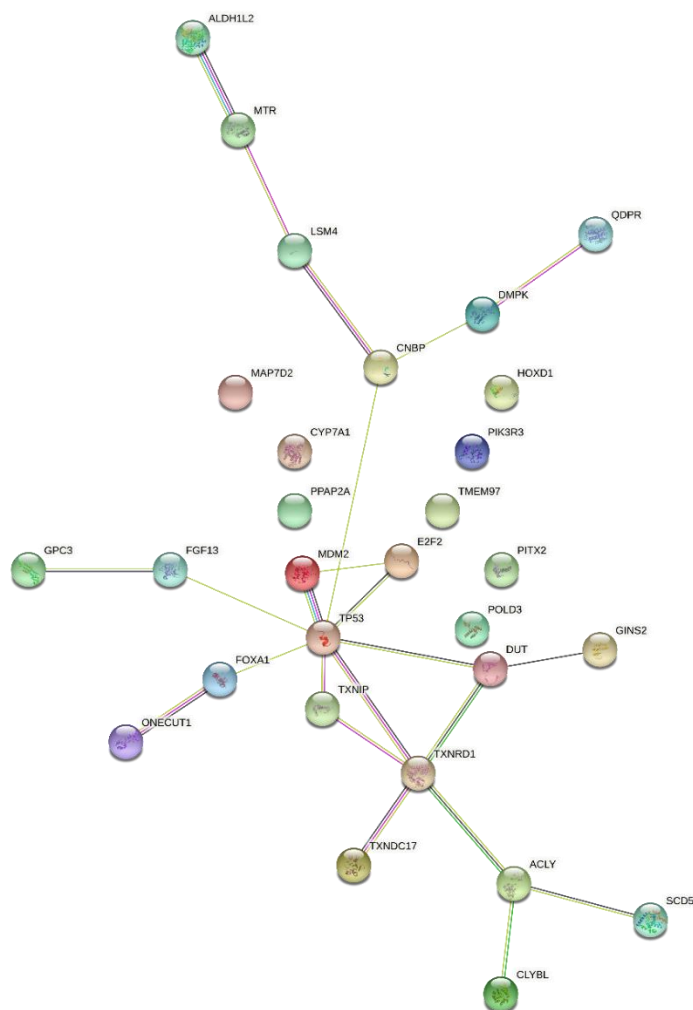 ALDH1L2
MTR
QDPR
LSM4
DMPK
CNBP
MAP7D2
HOXD1
CYP7A1
PIK3R3
PPAP2A
TMEM97
E2F2
GPC3
FGF13
MDM2
PITX2
TP53
POLD3
GINS2
DUT
FOXA1
TXNIP
ONECUT1
TXNRD1
TXNDC17
ACLY
SCD5
CLYBL